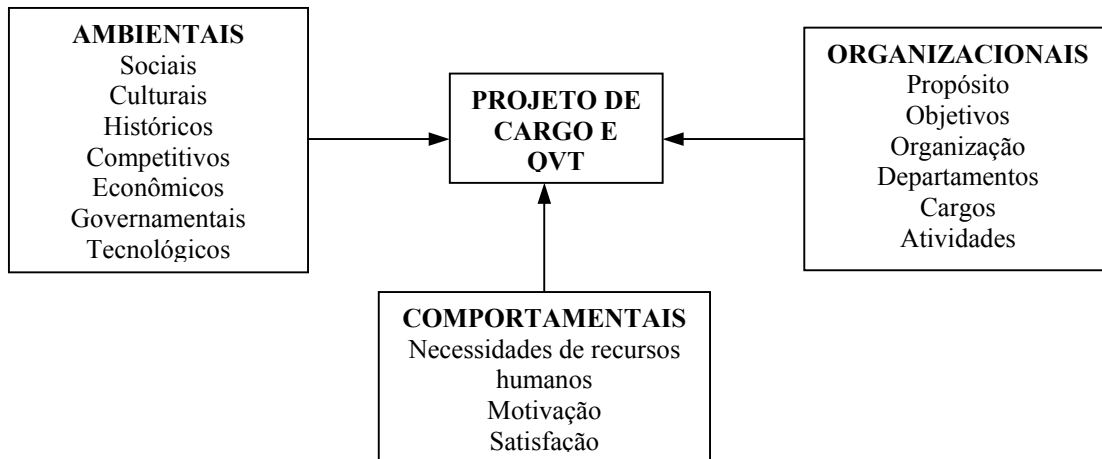 AMBIENTAIS
Sociais
Culturais
Históricos
Competitivos
Econômicos
Governamentais
Tecnológicos
PROJETO DE
CARGO E
QVT
ORGANIZACIONAIS
Propósito
Objetivos
Organização
Departamentos
Cargos
Atividades
COMPORTAMENTAIS
Necessidades de recursos
humanos
Motivação
Satisfação